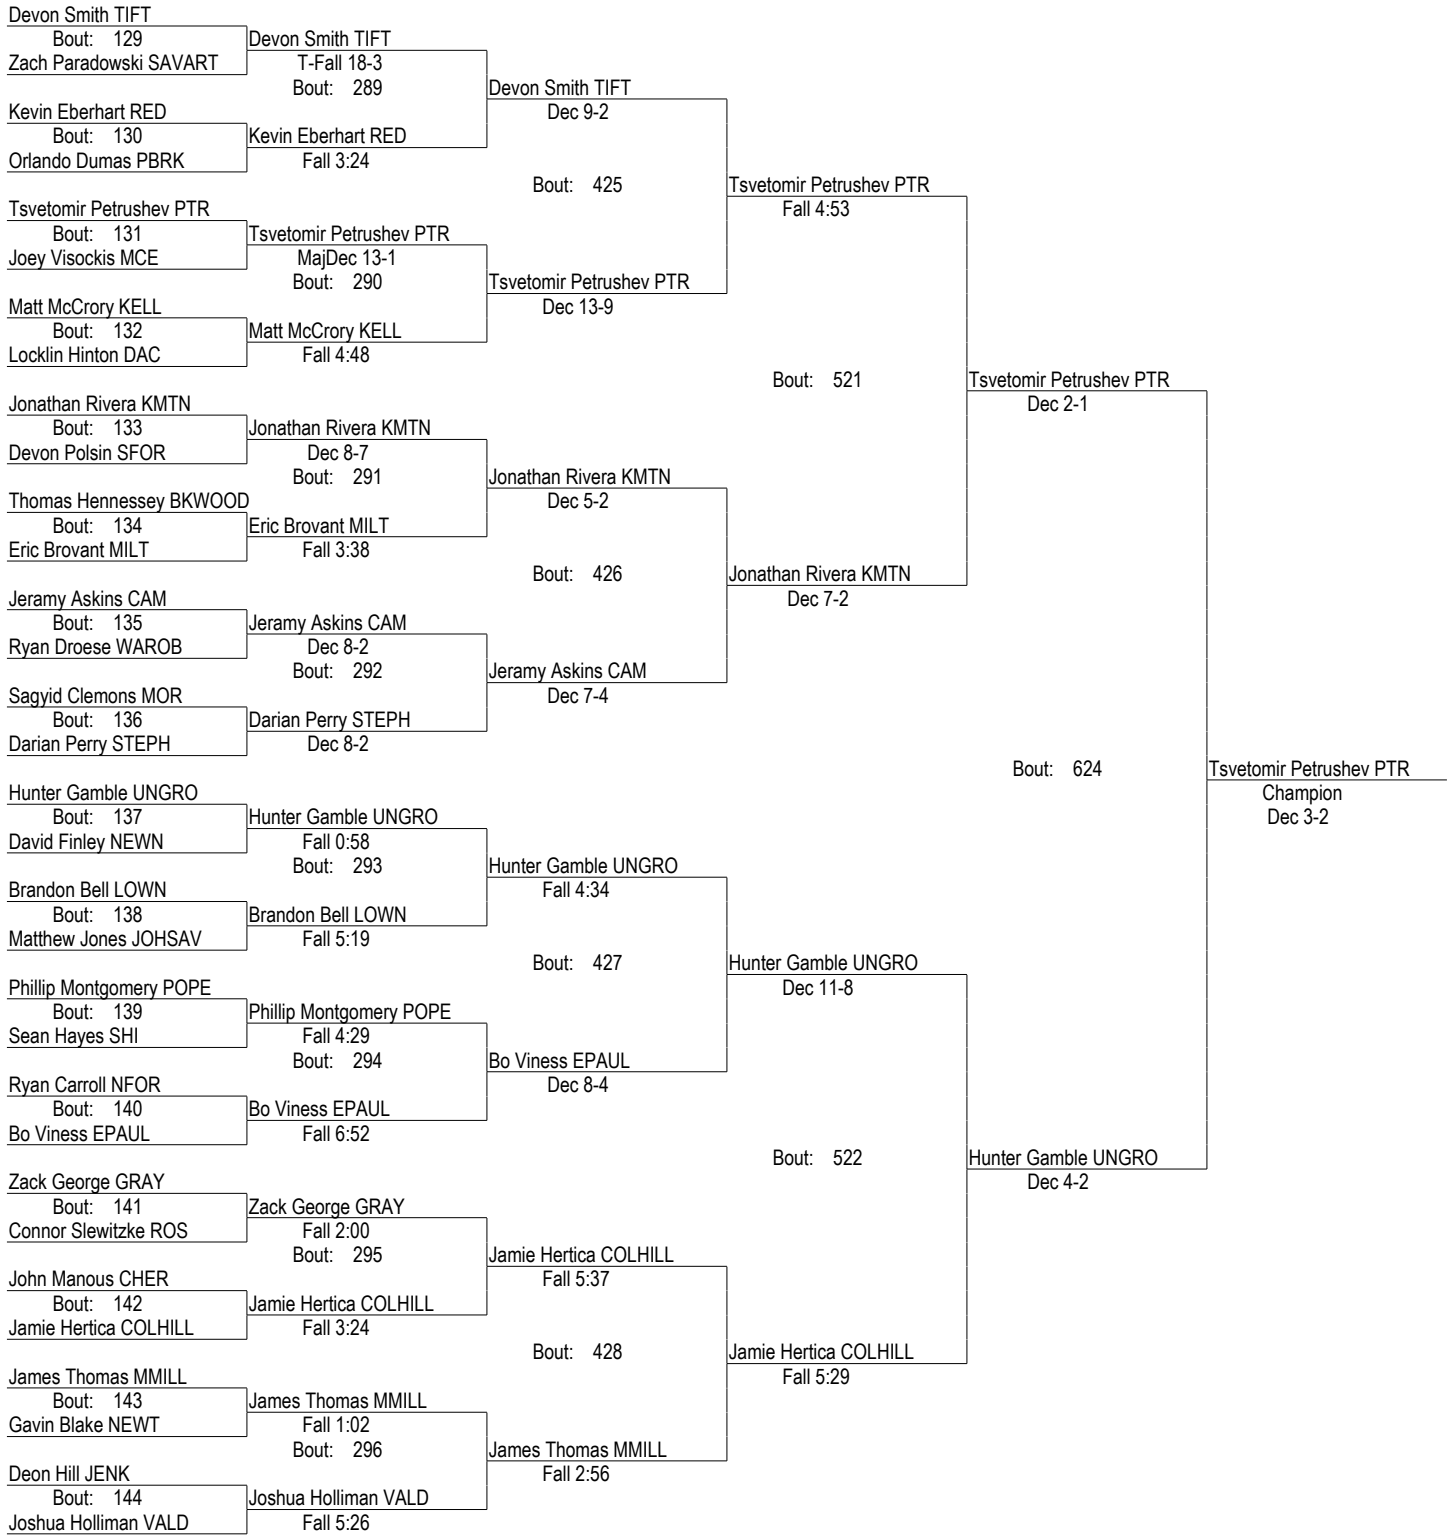 Devon Smith TIFT
Bout: 129
Zach Paradowski SAVART
Kevin Eberhart RED
Bout: 130
Orlando Dumas PBRK
Tsvetomir Petrushev PTR
Bout: 131
Joey Visockis MCE
Matt McCrory KELL
Bout: 132
Locklin Hinton DAC
Jonathan Rivera KMTN
Bout: 133
Devon Polsin SFOR
Thomas Hennessey BKWOOD
Bout: 134
Eric Brovant MILT
Jeramy Askins CAM
Bout: 135
Ryan Droese WAROB
Sagyid Clemons MOR
Bout: 136
Darian Perry STEPH
Hunter Gamble UNGRO
Bout: 137
David Finley NEWN
Brandon Bell LOWN
Bout: 138
Matthew Jones JOHSAV
Phillip Montgomery POPE
Bout: 139
Sean Hayes SHI
Ryan Carroll NFOR
Bout: 140
Bo Viness EPAUL
Zack George GRAY
Bout: 141
Connor Slewitzke ROS
John Manous CHER
Bout: 142
Jamie Hertica COLHILL
James Thomas MMILL
Bout: 143
Gavin Blake NEWT
Deon Hill JENK
Bout: 144
Joshua Holliman VALD
Devon Smith TIFT
T-Fall 18-3
Bout: 289
Kevin Eberhart RED
Fall 3:24
Tsvetomir Petrushev PTR
MajDec 13-1
Bout: 290
Matt McCrory KELL
Fall 4:48
Jonathan Rivera KMTN
Dec 8-7
Bout: 291
Eric Brovant MILT
Fall 3:38
Jeramy Askins CAM
Dec 8-2
Bout: 292
Darian Perry STEPH
Dec 8-2
Hunter Gamble UNGRO
Fall 0:58
Bout: 293
Brandon Bell LOWN
Fall 5:19
Phillip Montgomery POPE
Fall 4:29
Bout: 294
Bo Viness EPAUL
Fall 6:52
Zack George GRAY
Fall 2:00
Bout: 295
Jamie Hertica COLHILL
Fall 3:24
James Thomas MMILL
Fall 1:02
Bout: 296
Joshua Holliman VALD
Fall 5:26
Devon Smith TIFT
Dec 9-2
Bout: 425
Tsvetomir Petrushev PTR
Dec 13-9
Jonathan Rivera KMTN
Dec 5-2
Bout: 426
Jeramy Askins CAM
Dec 7-4
Hunter Gamble UNGRO
Fall 4:34
Bout: 427
Bo Viness EPAUL
Dec 8-4
Jamie Hertica COLHILL
Fall 5:37
Bout: 428
James Thomas MMILL
Fall 2:56
Tsvetomir Petrushev PTR
Fall 4:53
Bout: 521
Jonathan Rivera KMTN
Dec 7-2
Hunter Gamble UNGRO
Dec 11-8
Bout: 522
Jamie Hertica COLHILL
Fall 5:29
Tsvetomir Petrushev PTR
Dec 2-1
Bout: 624
Hunter Gamble UNGRO
Dec 4-2
Tsvetomir Petrushev PTR
Champion
Dec 3-2